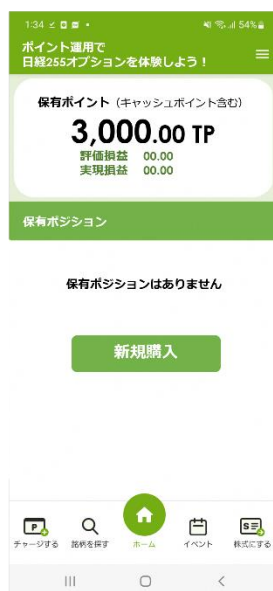 1:34
54%
ポイント運用で
日経255オプションを体験しよう！
保有ポイント（キャッシュポイント含む）
3,000.00 TP
評価損益 00.00
実現損益 00.00
保有ポジション
保有ポジションはありません
新規購入
P
S
チャージする 銘柄を探す ホーム イベント 株式にする